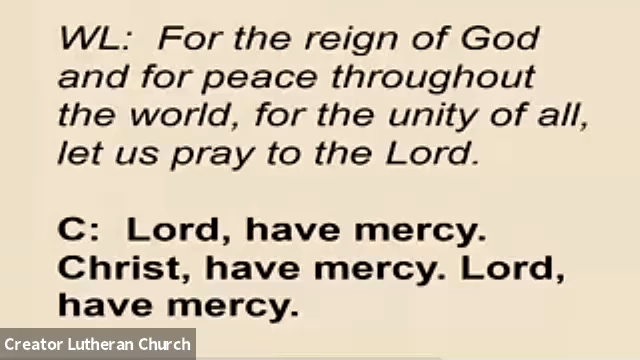 WL:  For the reign of God
and for peace throughout
the world, for the unity of all,
let us pray to the Lord.
C:  Lord, have mercy.
Christ, have mercy. Lord,
have mercy.
Creator Lutheran Church